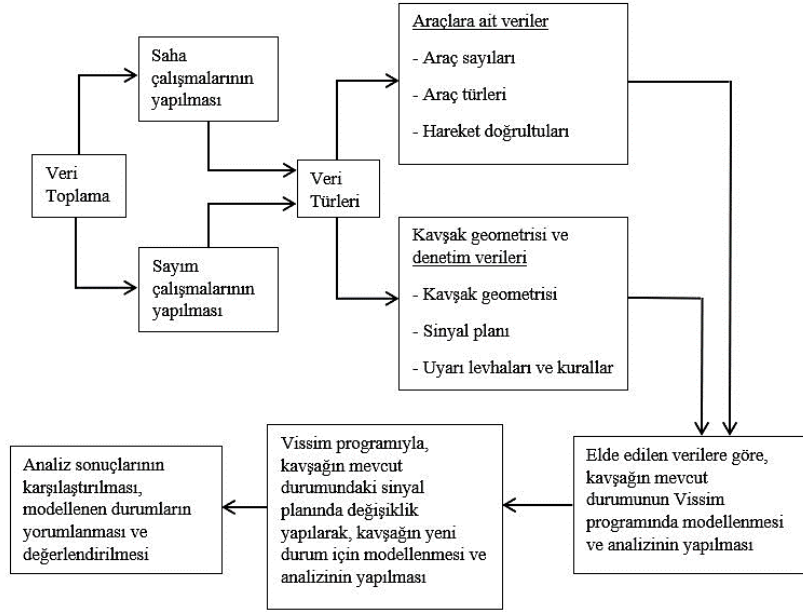 Veri
Toplama
Saha
çalışmalarının
yapılması
Sayım
çalışmalarının
yapılması
Veri
Türleri
Araçlara ait veriler
- Araç sayıları
- Araç türleri
- Hareket doğrultuları
Kavşak geometrisi ve
denetim verileri
- Kavşak geometrisi
- Sinyal planı
- Uyarı levhaları ve kurallar
Elde edilen verilere göre,
kavşağın mevcut
durumunun Vissim
programında modellenmesi
ve analizinin yapılması
Vissim programıyla,
kavşağın mevcut
durumundaki sinyal
planında değişiklik
yapılarak, kavşağın yeni
durum için modellenmesi ve
analizinin yapılması
Analiz sonuçlarının
karşılaştırılması,
modellenen durumların
yorumlanması ve
değerlendirilmesi